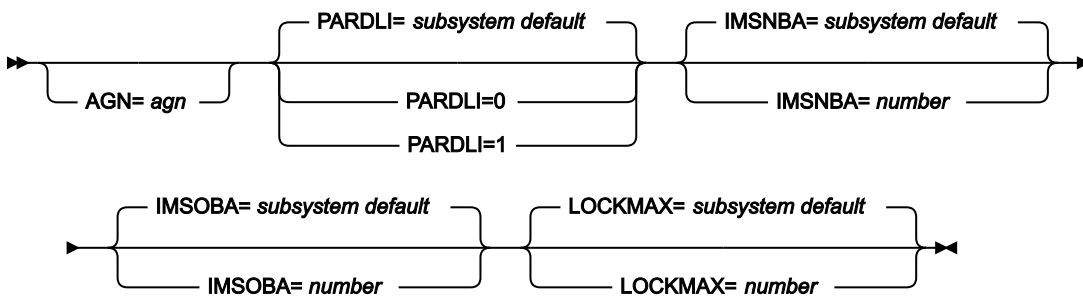 PARDLI= subsystem default
IMSNBA= subsystem default
AGN= agn
PARDLI=0
IMSNBA= number
PARDLI=1
IMSOBA= subsystem default
LOCKMAX= subsystem default
IMSOBA= number
LOCKMAX= number